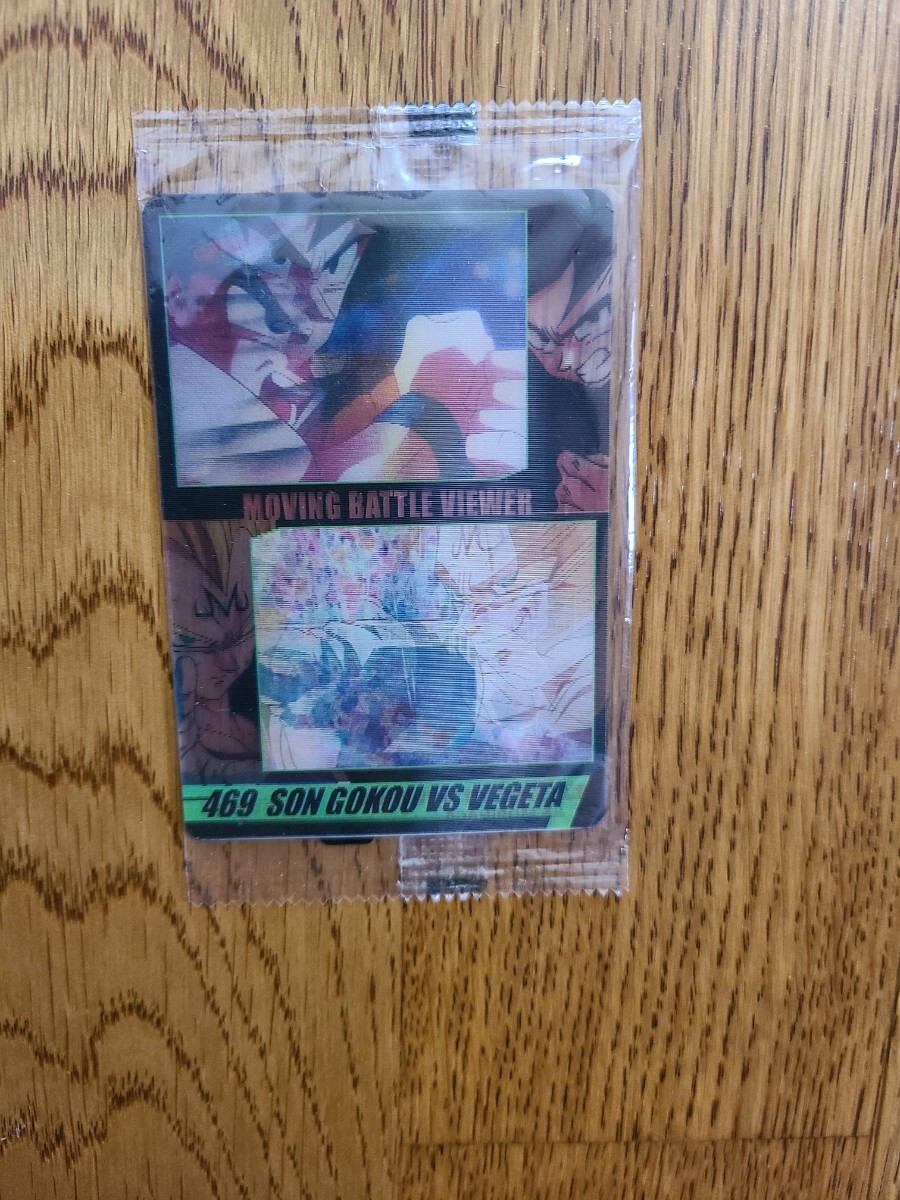 MOVING BATTLE VIEWER
469 SON GOKOU VS VEGETA